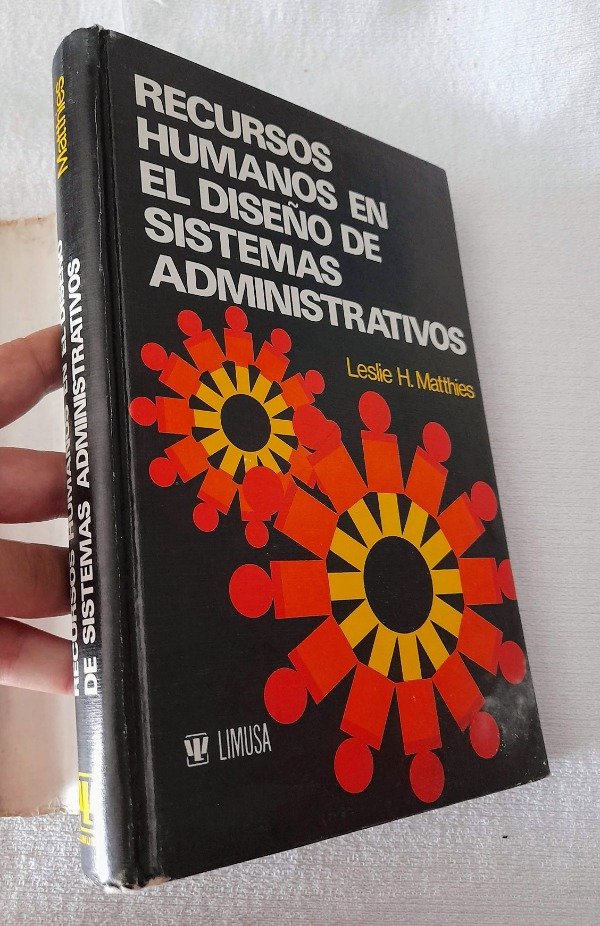 RECURSOS
HUMANOS EN
EL DISEÑO DE
SISTEMAS
ADMINISTRATIVOS
Leslie H. Matthies
LIMUSA
Matthies
RECURSOS HUMANOS EN EL DISEÑO
DE SISTEMAS ADMINISTRATIVOS